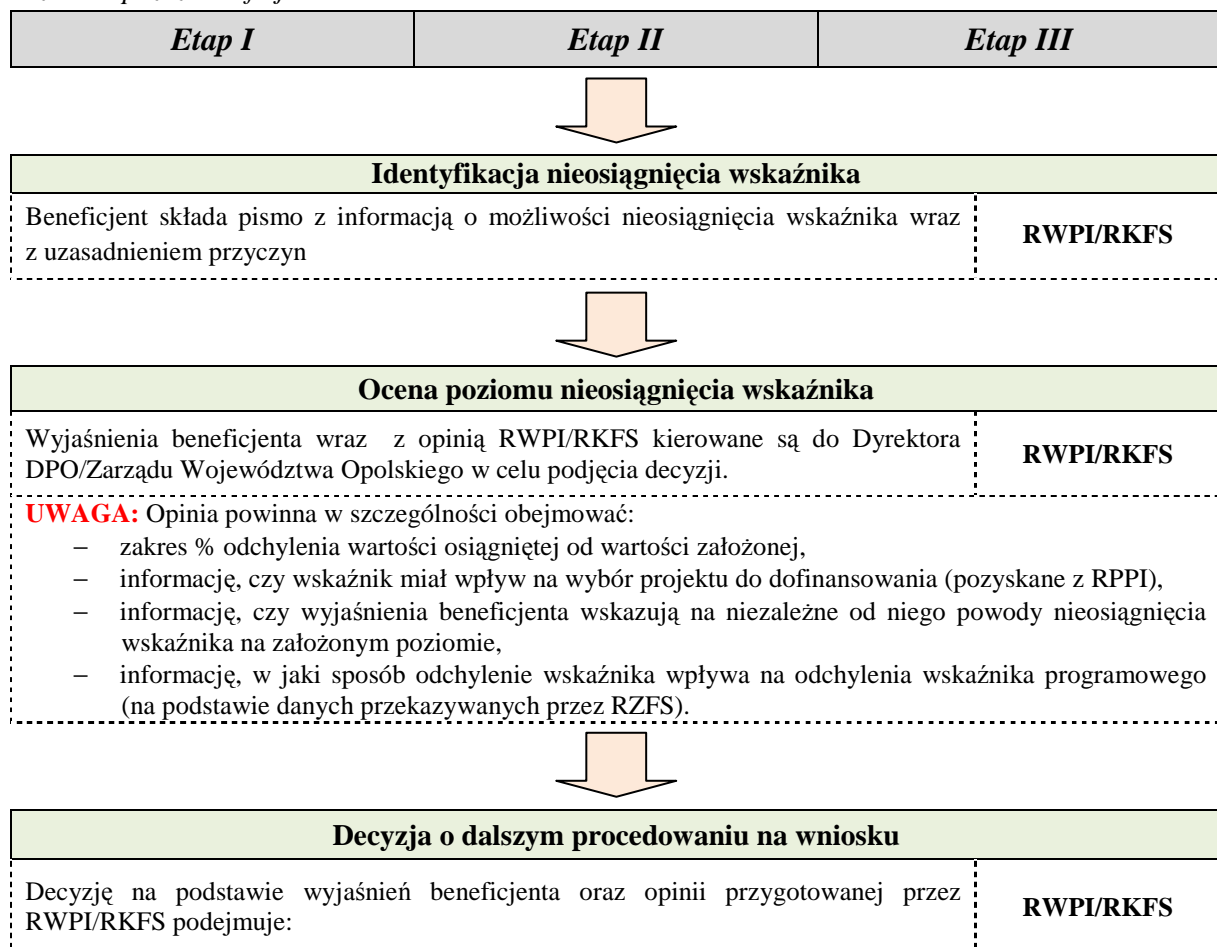 Etap I Etap II Etap III
Identyfikacja nieosiągnięcia wskaźnika
Beneficjent składa pismo z informacją o możliwości nieosiągnięcia wskaźnika wraz
z uzasadnieniem przyczyn
RWPI/RKFS
Ocena poziomu nieosiągnięcia wskaźnika
Wyjaśnienia beneficjenta wraz z opinią RWPI/RKFS kierowane są do Dyrektora
DPO/Zarządu Województwa Opolskiego w celu podjęcia decyzji.
RWPI/RKFS
UWAGA: Opinia powinna w szczególności obejmować:
– zakres % odchylenia wartości osiągniętej od wartości założonej,
– informację, czy wskaźnik miał wpływ na wybór projektu do dofinansowania (pozyskane z RPPI),
– informację, czy wyjaśnienia beneficjenta wskazują na niezależne od niego powody nieosiągnięcia
wskaźnika na założonym poziomie,
– informację, w jaki sposób odchylenie wskaźnika wpływa na odchylenia wskaźnika programowego
(na podstawie danych przekazywanych przez RZFS).
Decyzja o dalszym procedowaniu na wniosku
Decyzję na podstawie wyjaśnień beneficjenta oraz opinii przygotowanej przez
RWPI/RKFS podejmuje:
RWPI/RKFS